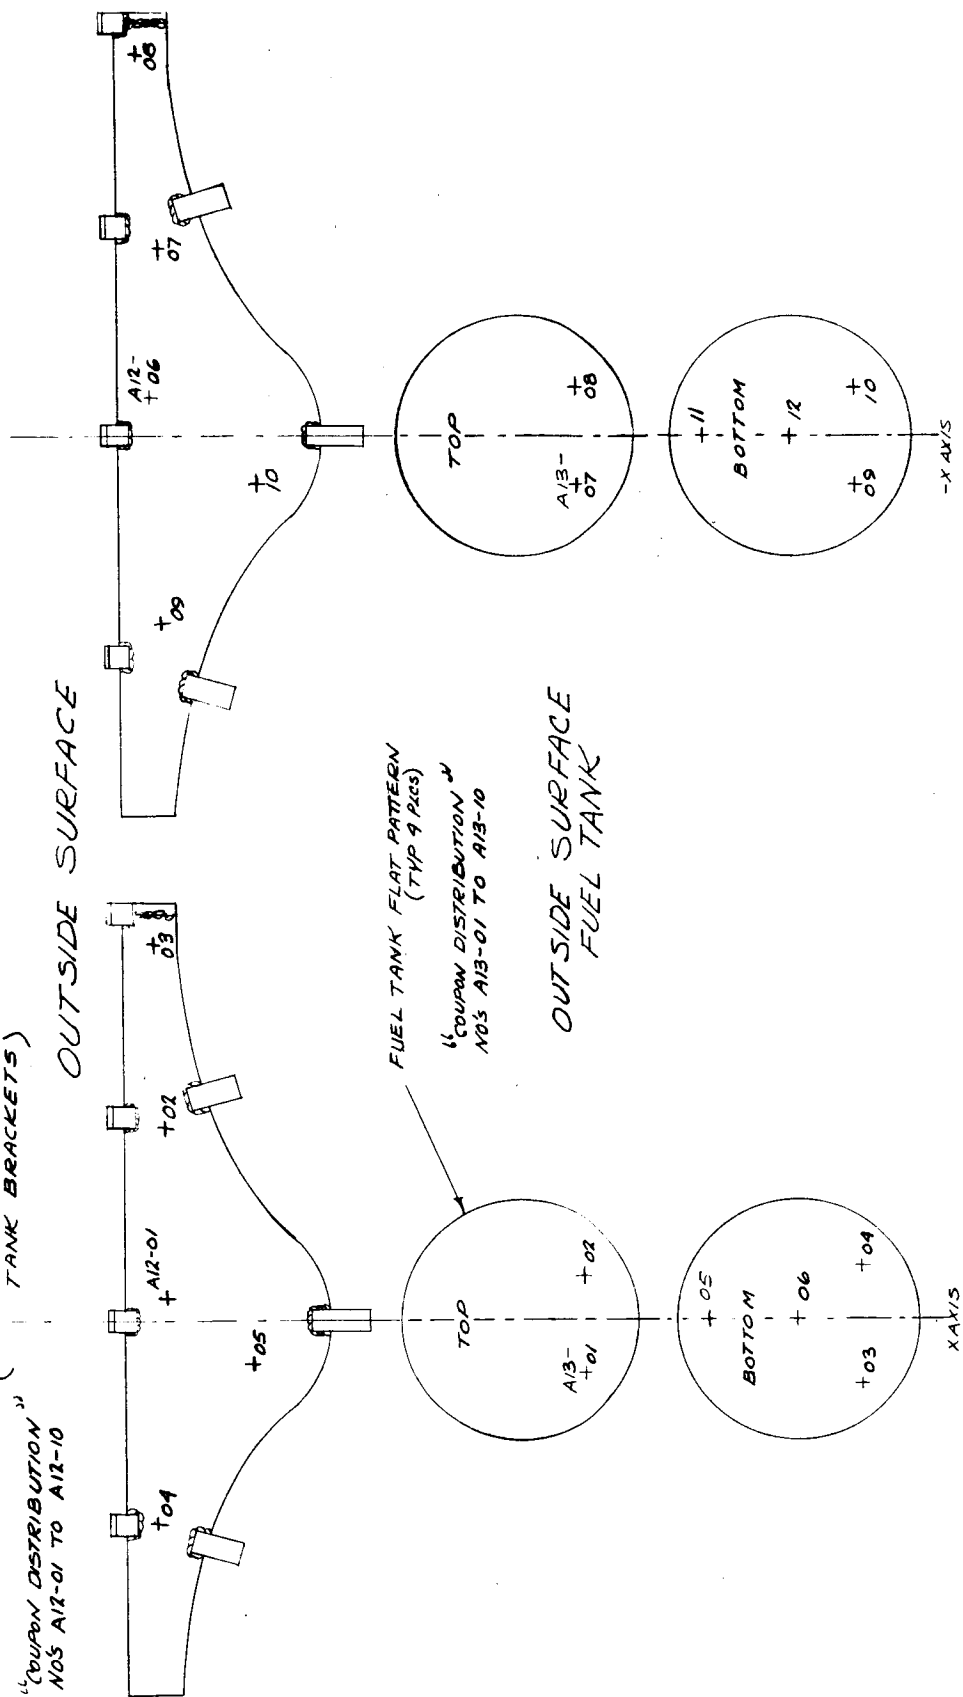 TANK BRACKETS)
"COUPON DISTRIBUTION"
NO'S A12-01 TO A12-10
OUTSIDE SURFACE
+04
+A12-01
+02
+03
+05
+09
A12-
+06
+07
+08
+10
FUEL TANK FLAT PATTERN
(TYP 4 PLCS)
"COUPON DISTRIBUTION"
NO'S A13-01 TO A13-10
OUTSIDE SURFACE
FUEL TANK
TOP
A13-
+01
+02
+05
BOTTOM
+06
+03
+04
X AXIS
TOP
A13-
+07
+08
+11
BOTTOM
+12
+09
+10
-X AXIS